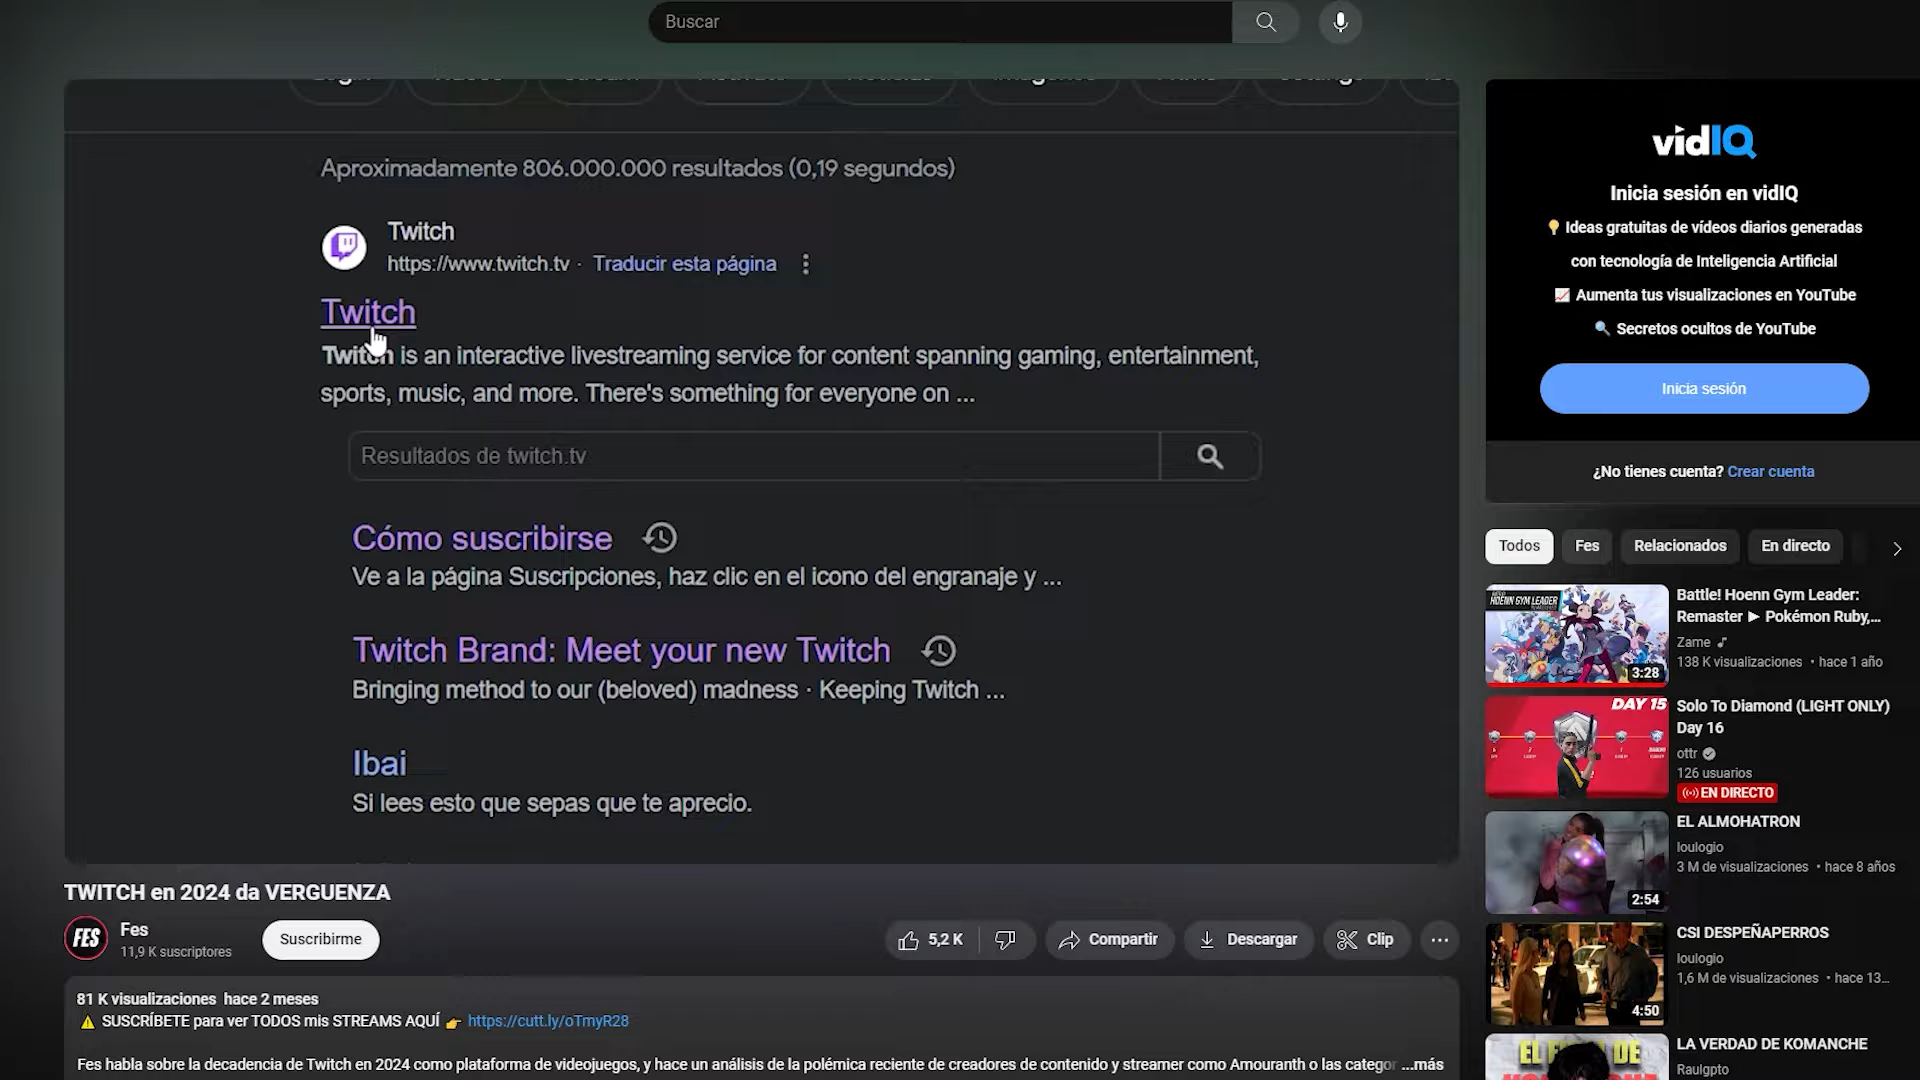 Buscar
Aproximadamente 806.000.000 resultados (0,19 segundos)
Twitch
https://www.twitch.tv · Traducir esta página
Twitch
Twitch is an interactive livestreaming service for content spanning gaming, entertainment,
sports, music, and more. There's something for everyone on ...
Resultados de twitch.tv
Cómo suscribirse
Ve a la página Suscripciones, haz clic en el icono del engranaje y ...
Twitch Brand: Meet your new Twitch
Bringing method to our (beloved) madness · Keeping Twitch ...
Ibai
Si lees esto que sepas que te aprecio.
TWITCH en 2024 da VERGUENZA
FES
Fes
11,9 K suscriptores
Suscribirme
5,2 K
Compartir
Descargar
Clip
81 K visualizaciones hace 2 meses
⚠️ SUSCRÍBETE para ver TODOS mis STREAMS AQUÍ 👉 https://cutt.ly/oTmyR28
Fes habla sobre la decadencia de Twitch en 2024 como plataforma de videojuegos, y hace un análisis de la polémica reciente de creadores de contenido y streamer como Amouranth o las categor ...más
vidIQ
Inicia sesión en vidIQ
💡 Ideas gratuitas de vídeos diarios generadas
con tecnología de Inteligencia Artificial
📈 Aumenta tus visualizaciones en YouTube
🔍 Secretos ocultos de YouTube
Inicia sesión
¿No tienes cuenta? Crear cuenta
Todos
Fes
Relacionados
En directo
HOENN GYM LEADER
3:28
Battle! Hoenn Gym Leader:
Remaster ► Pokémon Ruby,...
Zame ♪
138 K visualizaciones • hace 1 año
DAY 15
Solo To Diamond (LIGHT ONLY)
Day 16
ottr
126 usuarios
EN DIRECTO
2:54
EL ALMOHATRON
loulogio
3 M de visualizaciones • hace 8 años
4:50
CSI DESPEÑAPERROS
loulogio
1,6 M de visualizaciones • hace 13...
LA VERDAD DE KOMANCHE
Raulgpto